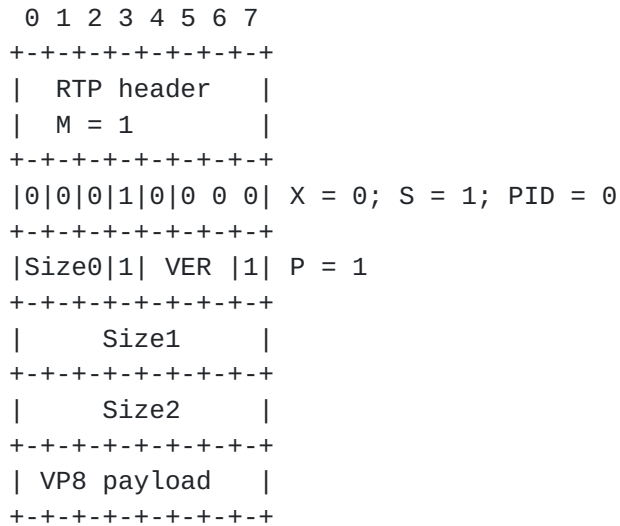 0 1 2 3 4 5 6 7
+-+-+-+-+-+-+-+-+
|   RTP header    |
|   M = 1         |
+-+-+-+-+-+-+-+-+
|0|0|0|1|0|0 0 0| X = 0; S = 1; PID = 0
+-+-+-+-+-+-+-+-+
|Size0|1| VER |1| P = 1
+-+-+-+-+-+-+-+-+
|     Size1     |
+-+-+-+-+-+-+-+-+
|     Size2     |
+-+-+-+-+-+-+-+-+
| VP8 payload   |
+-+-+-+-+-+-+-+-+